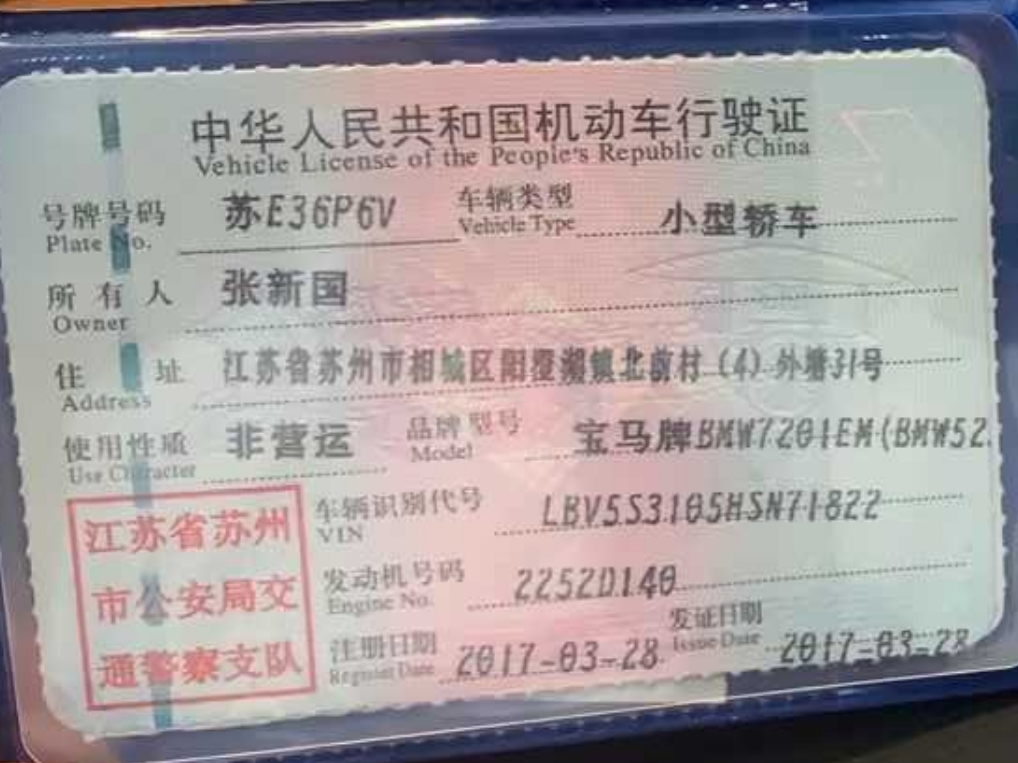 中华人民共和国机动车行驶证
Vehicle License of the People's Republic of China
号牌号码 苏E36P6V 车辆类型 小型轿车
Plate No. Vehicle Type
所有人 张新国
Owner
住址 江苏省苏州市相城区阳澄湖镇北前村(4)外塘31号
Address
使用性质 非营运 品牌型号 宝马牌BMW7201EM(BMW52
Use Character Model
江苏省苏州
市公安局交
通警察支队
车辆识别代号 LBV5S3105HSN71822
VIN
发动机号码 2252D140
Engine No.
注册日期 2017-03-28 发证日期 2017-03-28
Register Date Issue Date